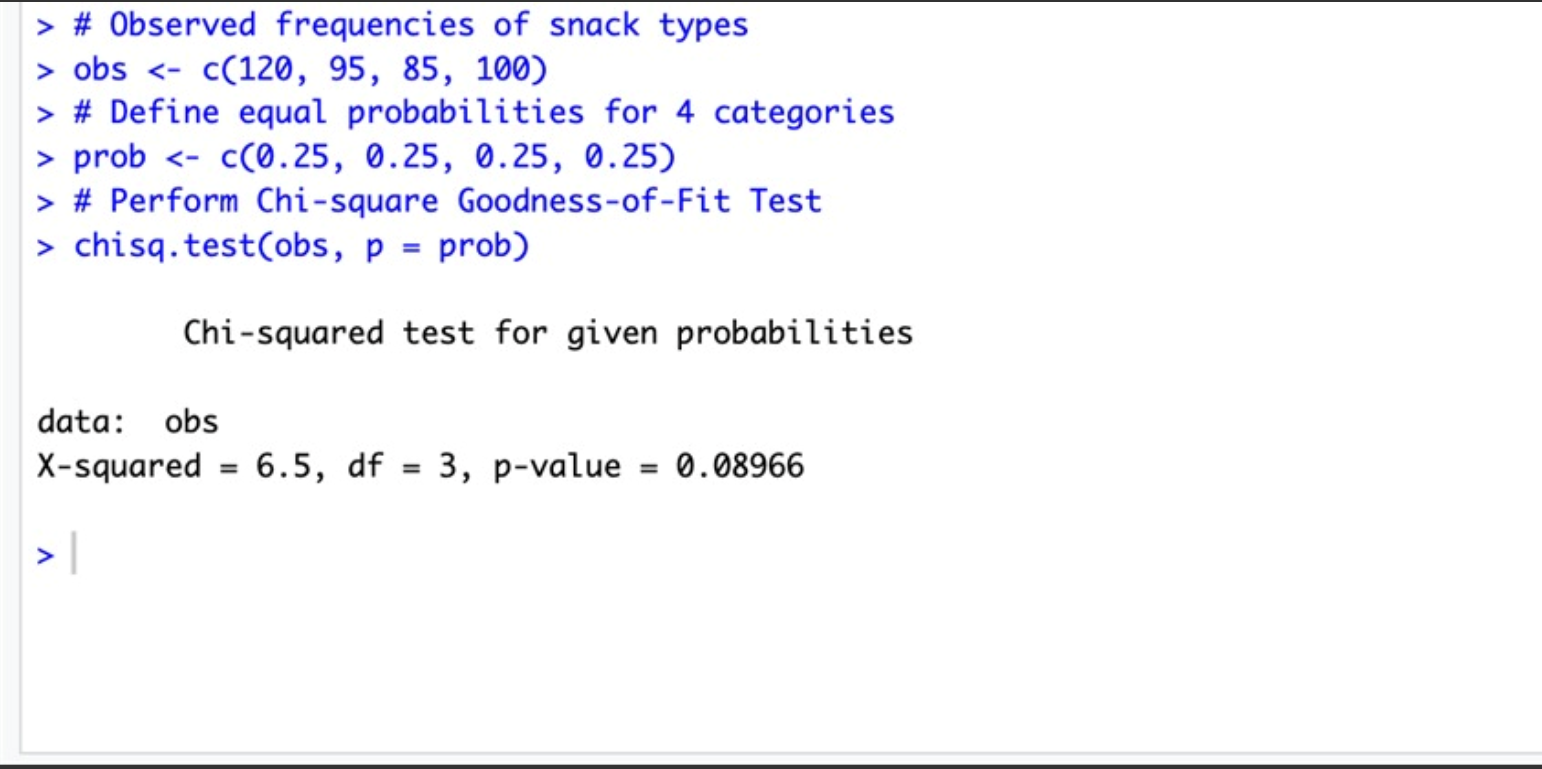 > # Observed frequencies of snack types
> obs <- c(120, 95, 85, 100)
> # Define equal probabilities for 4 categories
> prob <- c(0.25, 0.25, 0.25, 0.25)
> # Perform Chi-square Goodness-of-Fit Test
> chisq.test(obs, p = prob)
Chi-squared test for given probabilities
data:  obs
X-squared = 6.5, df = 3, p-value = 0.08966
>